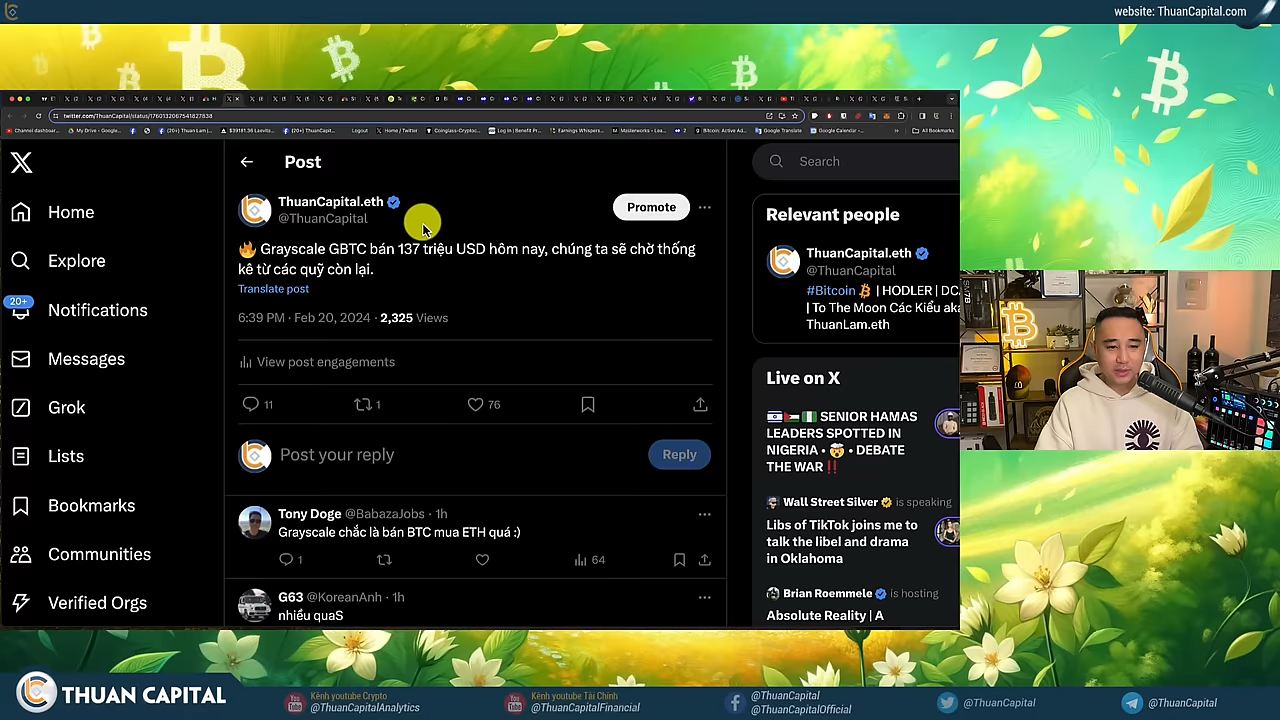 website: ThuanCapital.com
twitter.com/ThuanCapital/status/1760132067541827838
Post
Search
Home
Explore
20+
Notifications
Messages
Grok
Lists
Bookmarks
Communities
Verified Orgs
ThuanCapital.eth
@ThuanCapital
Promote
🔥 Grayscale GBTC bán 137 triệu USD hôm nay, chúng ta sẽ chờ thống
kê từ các quỹ còn lại.
Translate post
6:39 PM · Feb 20, 2024 · 2,325 Views
View post engagements
11 1 76
Post your reply
Reply
Tony Doge @BabazaJobs · 1h
Grayscale chắc là bán BTC mua ETH quá :)
1 64
G63 @KoreanAnh · 1h
nhiều quaS
Relevant people
ThuanCapital.eth
@ThuanCapital
#Bitcoin | HODLER | DC
| To The Moon Các Kiểu aka
ThuanLam.eth
Live on X
🇮🇱🇵🇸🇳🇬 SENIOR HAMAS
LEADERS SPOTTED IN
NIGERIA • 🤯 • DEBATE
THE WAR‼️
Wall Street Silver is speaking
Libs of TikTok joins me to
talk the libel and drama
in Oklahoma
Brian Roemmele is hosting
Absolute Reality | A
THUAN CAPITAL
Kênh youtube Crypto
@ThuanCapitalAnalytics
Kênh youtube Tài Chính
@ThuanCapitalFinancial
@ThuanCapital
@ThuanCapitalOfficial
@ThuanCapital
@ThuanCapital